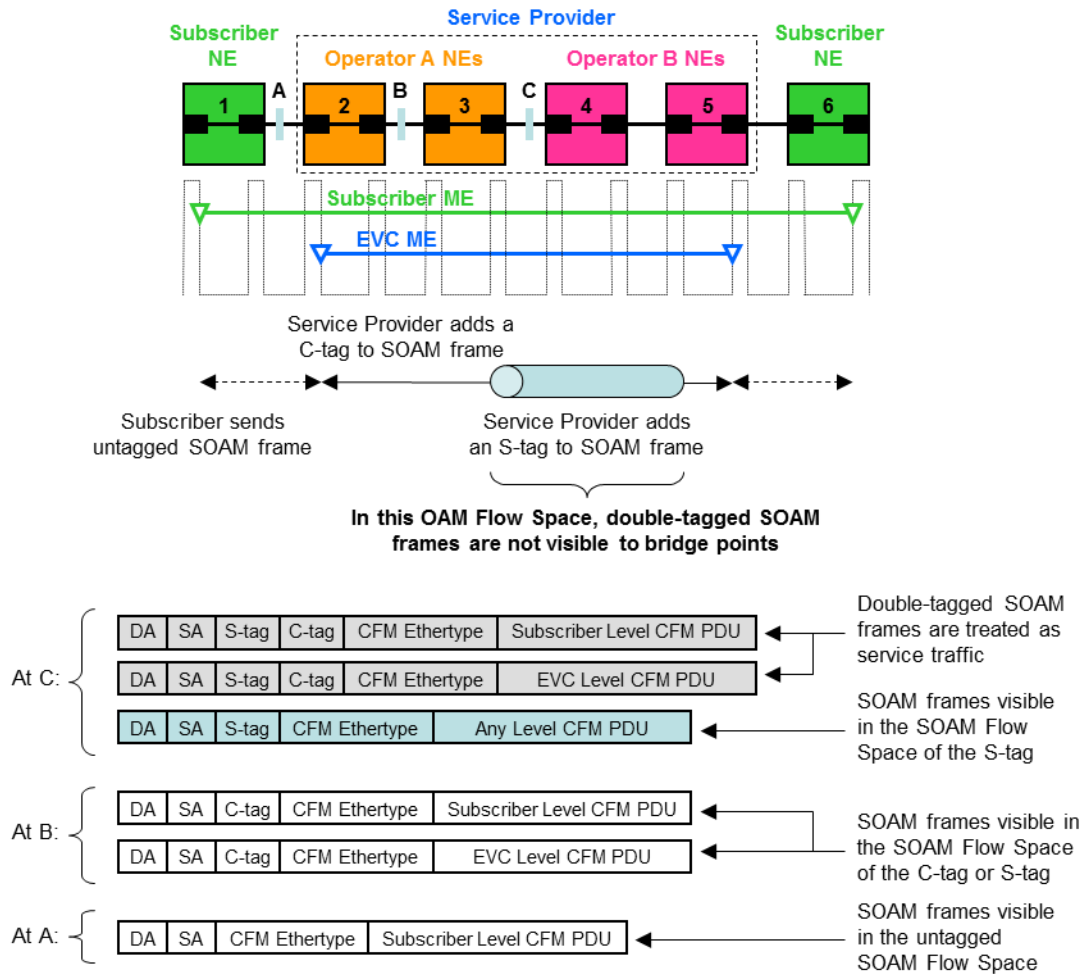 Service Provider
Subscriber
NE
Operator A NEs
Operator B NEs
Subscriber
NE
A
B
C
1
2
3
4
5
6
Subscriber ME
EVC ME
Service Provider adds a
C-tag to SOAM frame
Subscriber sends
untagged SOAM frame
Service Provider adds
an S-tag to SOAM frame
In this OAM Flow Space, double-tagged SOAM
frames are not visible to bridge points
At C:
DA SA S-tag C-tag CFM Ethertype Subscriber Level CFM PDU
DA SA S-tag C-tag CFM Ethertype EVC Level CFM PDU
DA SA S-tag CFM Ethertype Any Level CFM PDU
Double-tagged SOAM
frames are treated as
service traffic
SOAM frames visible
in the SOAM Flow
Space of the S-tag
At B:
DA SA C-tag CFM Ethertype Subscriber Level CFM PDU
DA SA C-tag CFM Ethertype EVC Level CFM PDU
SOAM frames visible in
the SOAM Flow Space
of the C-tag or S-tag
At A:
DA SA CFM Ethertype Subscriber Level CFM PDU
SOAM frames visible
in the untagged
SOAM Flow Space